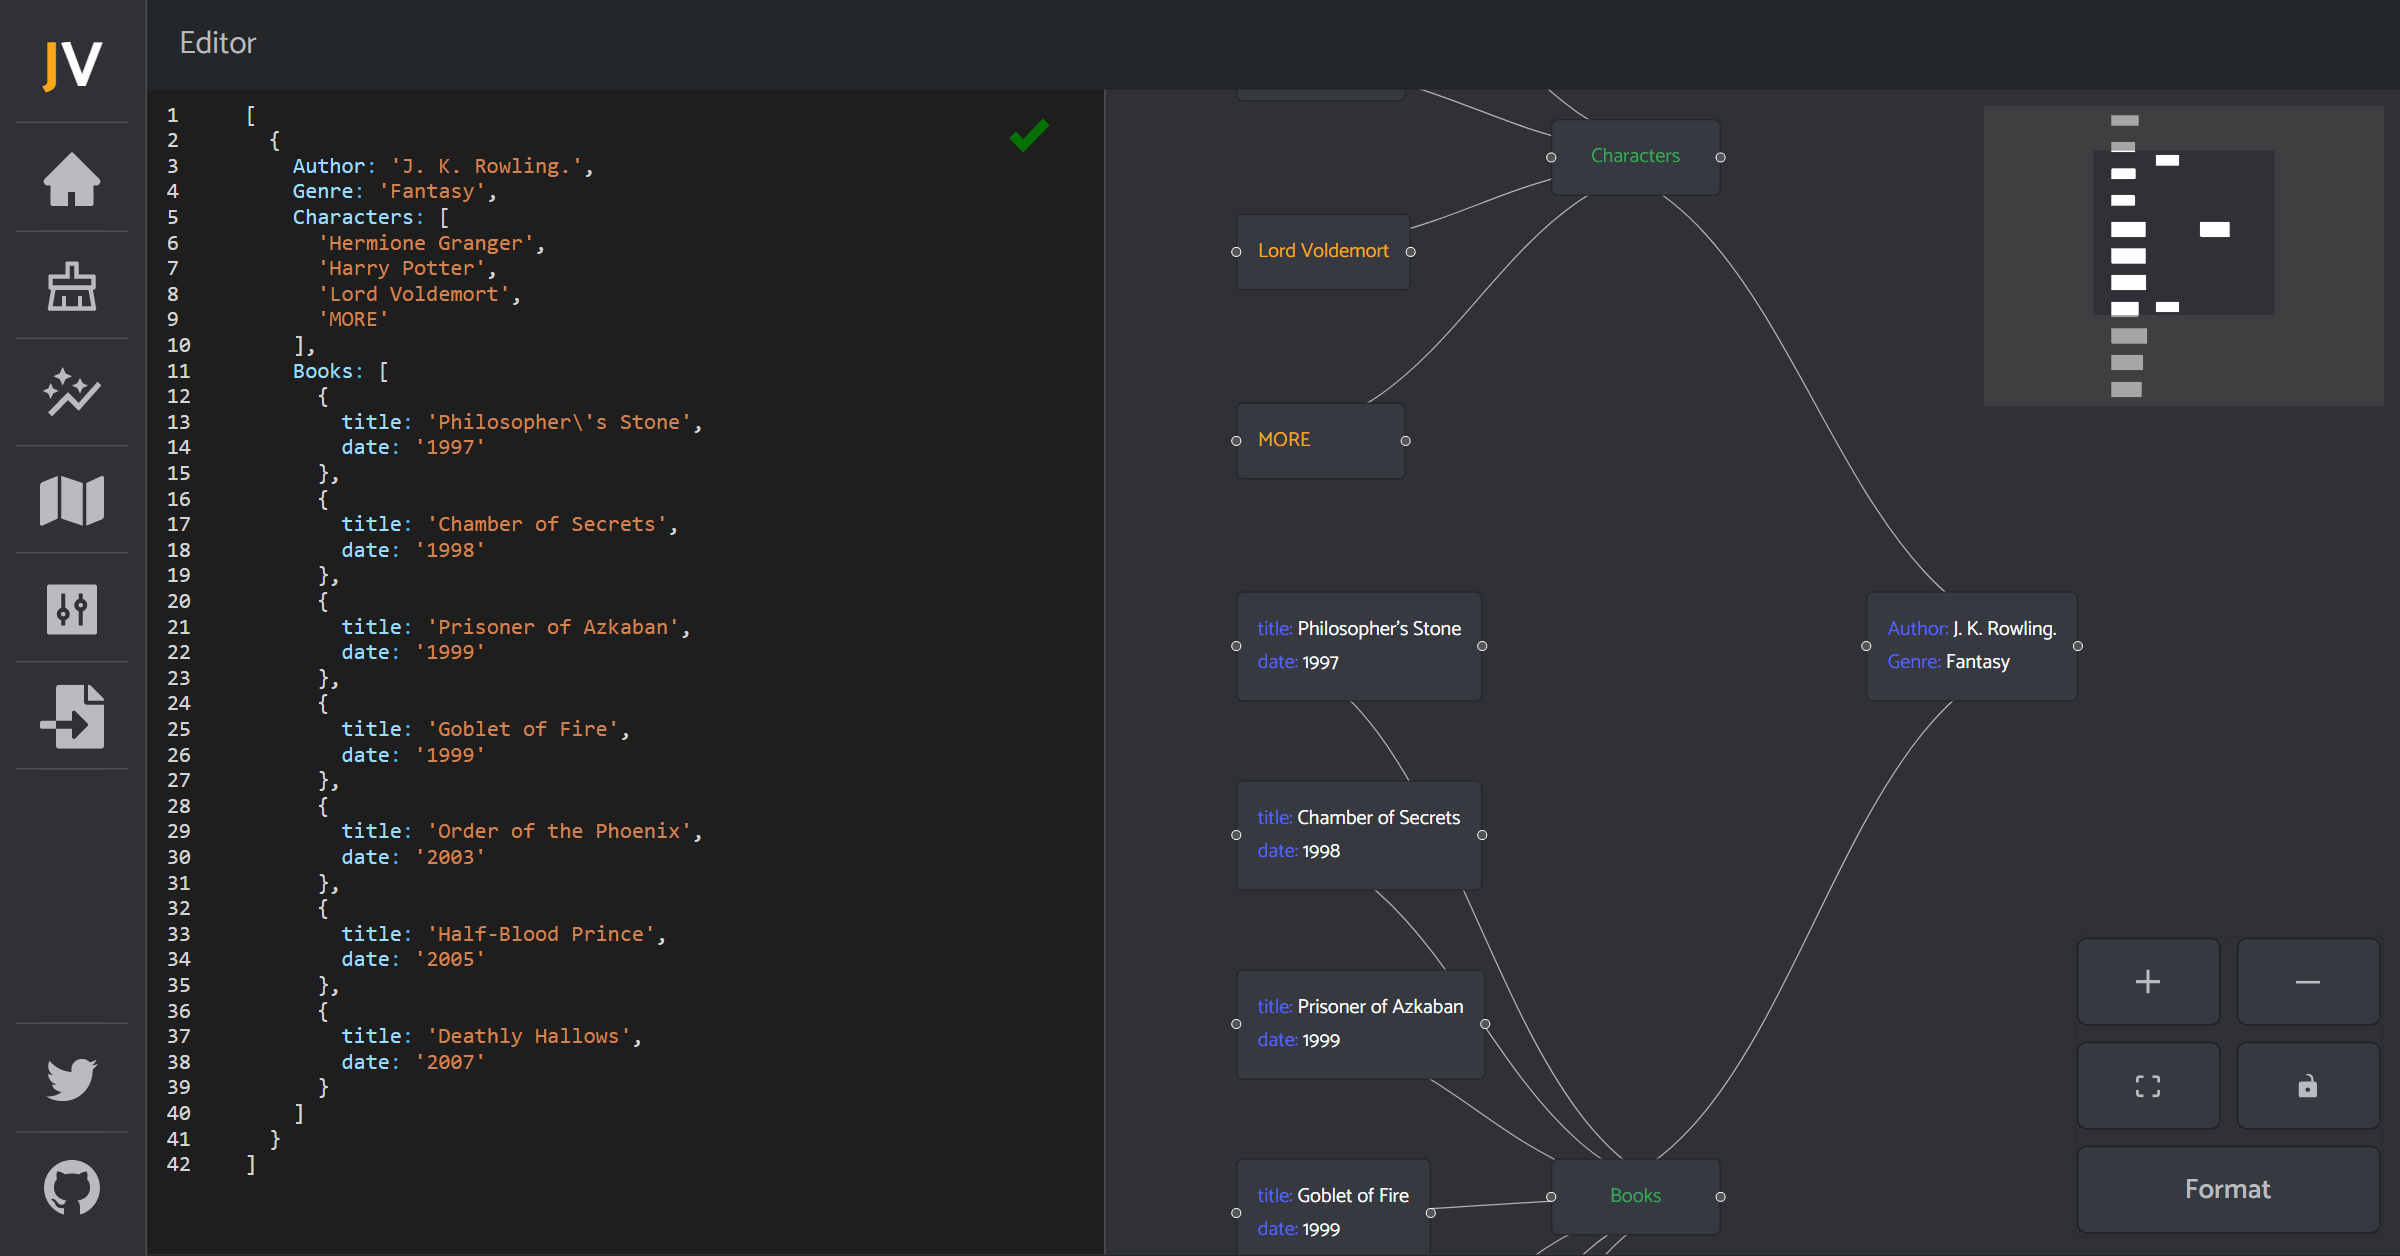 JV
Editor
1 [
2 {
3 Author: 'J. K. Rowling.',
4 Genre: 'Fantasy',
5 Characters: [
6 'Hermione Granger',
7 'Harry Potter',
8 'Lord Voldemort',
9 'MORE'
10 ],
11 Books: [
12 {
13 title: 'Philosopher\'s Stone',
14 date: '1997'
15 },
16 {
17 title: 'Chamber of Secrets',
18 date: '1998'
19 },
20 {
21 title: 'Prisoner of Azkaban',
22 date: '1999'
23 },
24 {
25 title: 'Goblet of Fire',
26 date: '1999'
27 },
28 {
29 title: 'Order of the Phoenix',
30 date: '2003'
31 },
32 {
33 title: 'Half-Blood Prince',
34 date: '2005'
35 },
36 {
37 title: 'Deathly Hallows',
38 date: '2007'
39 }
40 ]
41 }
42 ]
Characters
Lord Voldemort
MORE
title: Philosopher's Stone
date: 1997
Author: J. K. Rowling.
Genre: Fantasy
title: Chamber of Secrets
date: 1998
title: Prisoner of Azkaban
date: 1999
title: Goblet of Fire
date: 1999
Books
Format